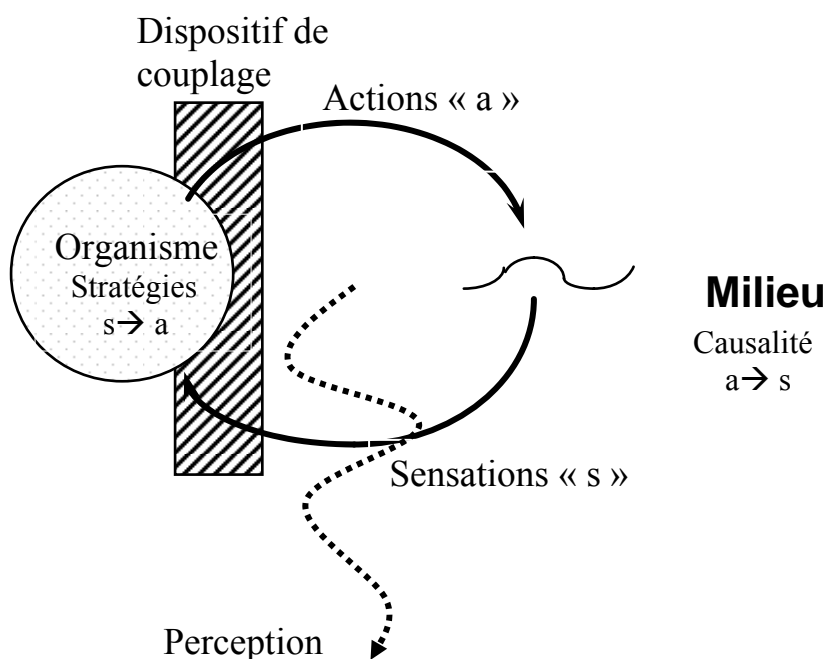 Dispositif de
couplage
Actions « a »
Organisme
Stratégies
s→ a
Milieu
Causalité
a→ s
Sensations « s »
Perception